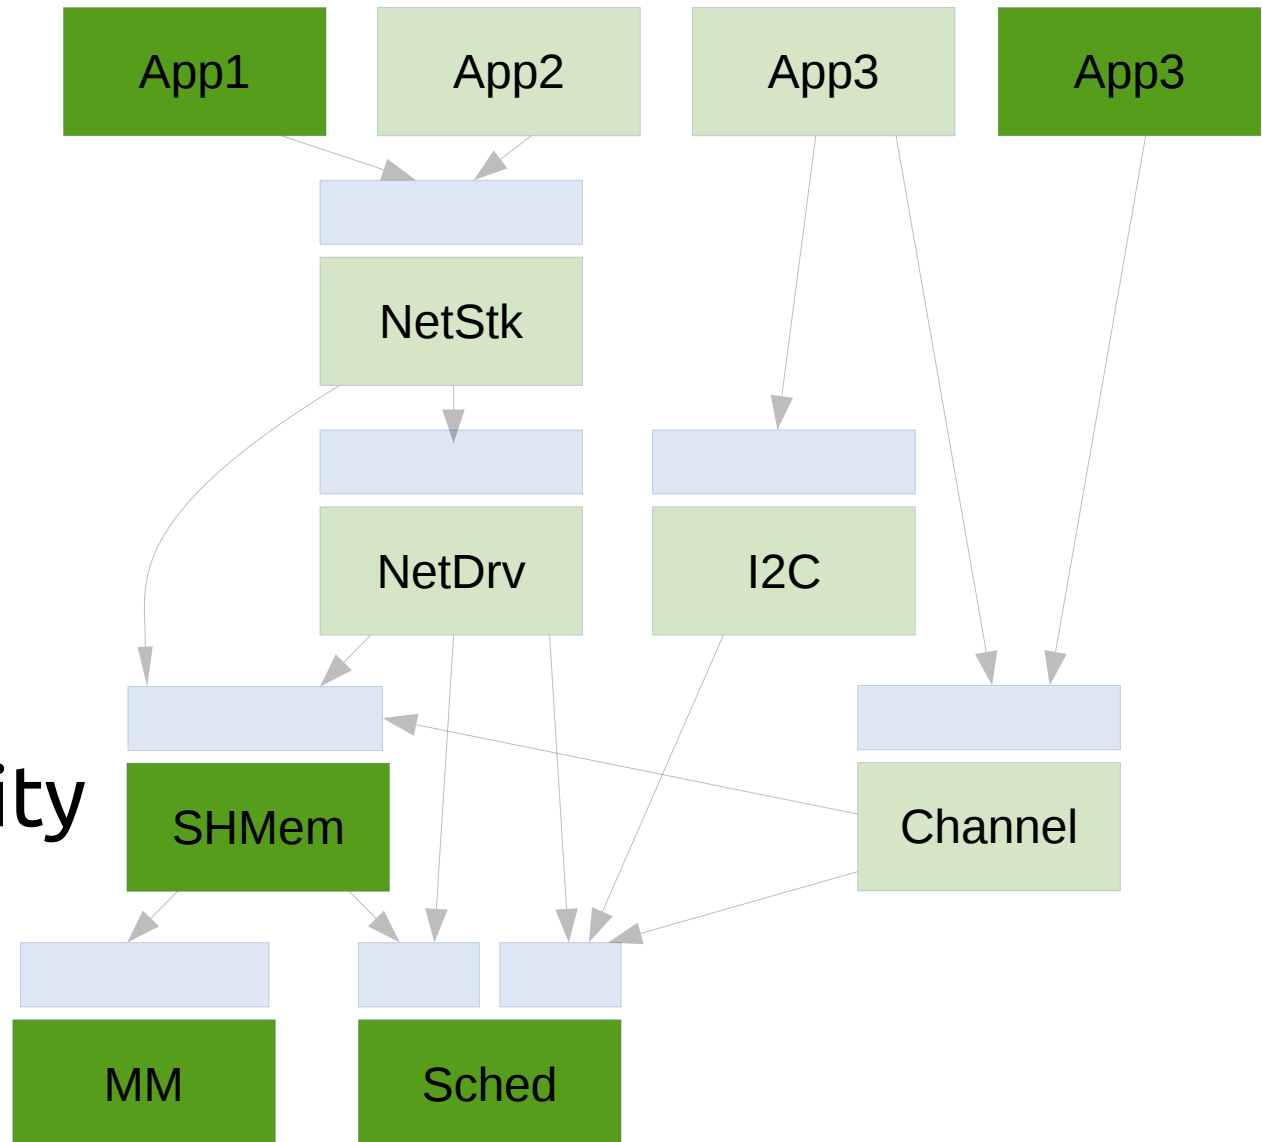 App1
App2
App3
App3
NetStk
NetDrv
I2C
ity
SHMem
Channel
MM
Sched